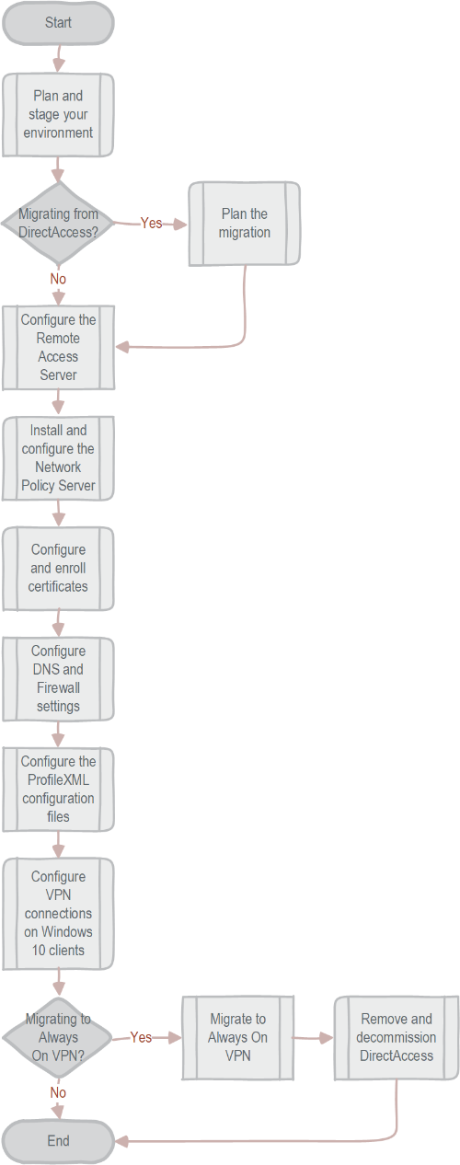 Start
Plan and
stage your
environment
Migrating from
DirectAccess?
Yes
Plan the
migration
No
Configure the
Remote
Access
Server
Install and
configure the
Network
Policy Server
Configure
and enroll
certificates
Configure
DNS and
Firewall
settings
Configure the
ProfileXML
configuration
files
Configure
VPN
connections
on Windows
10 clients
Migrating to
Always
On VPN?
Yes
Migrate to
Always On
VPN
Remove and
decommission
DirectAccess
No
End